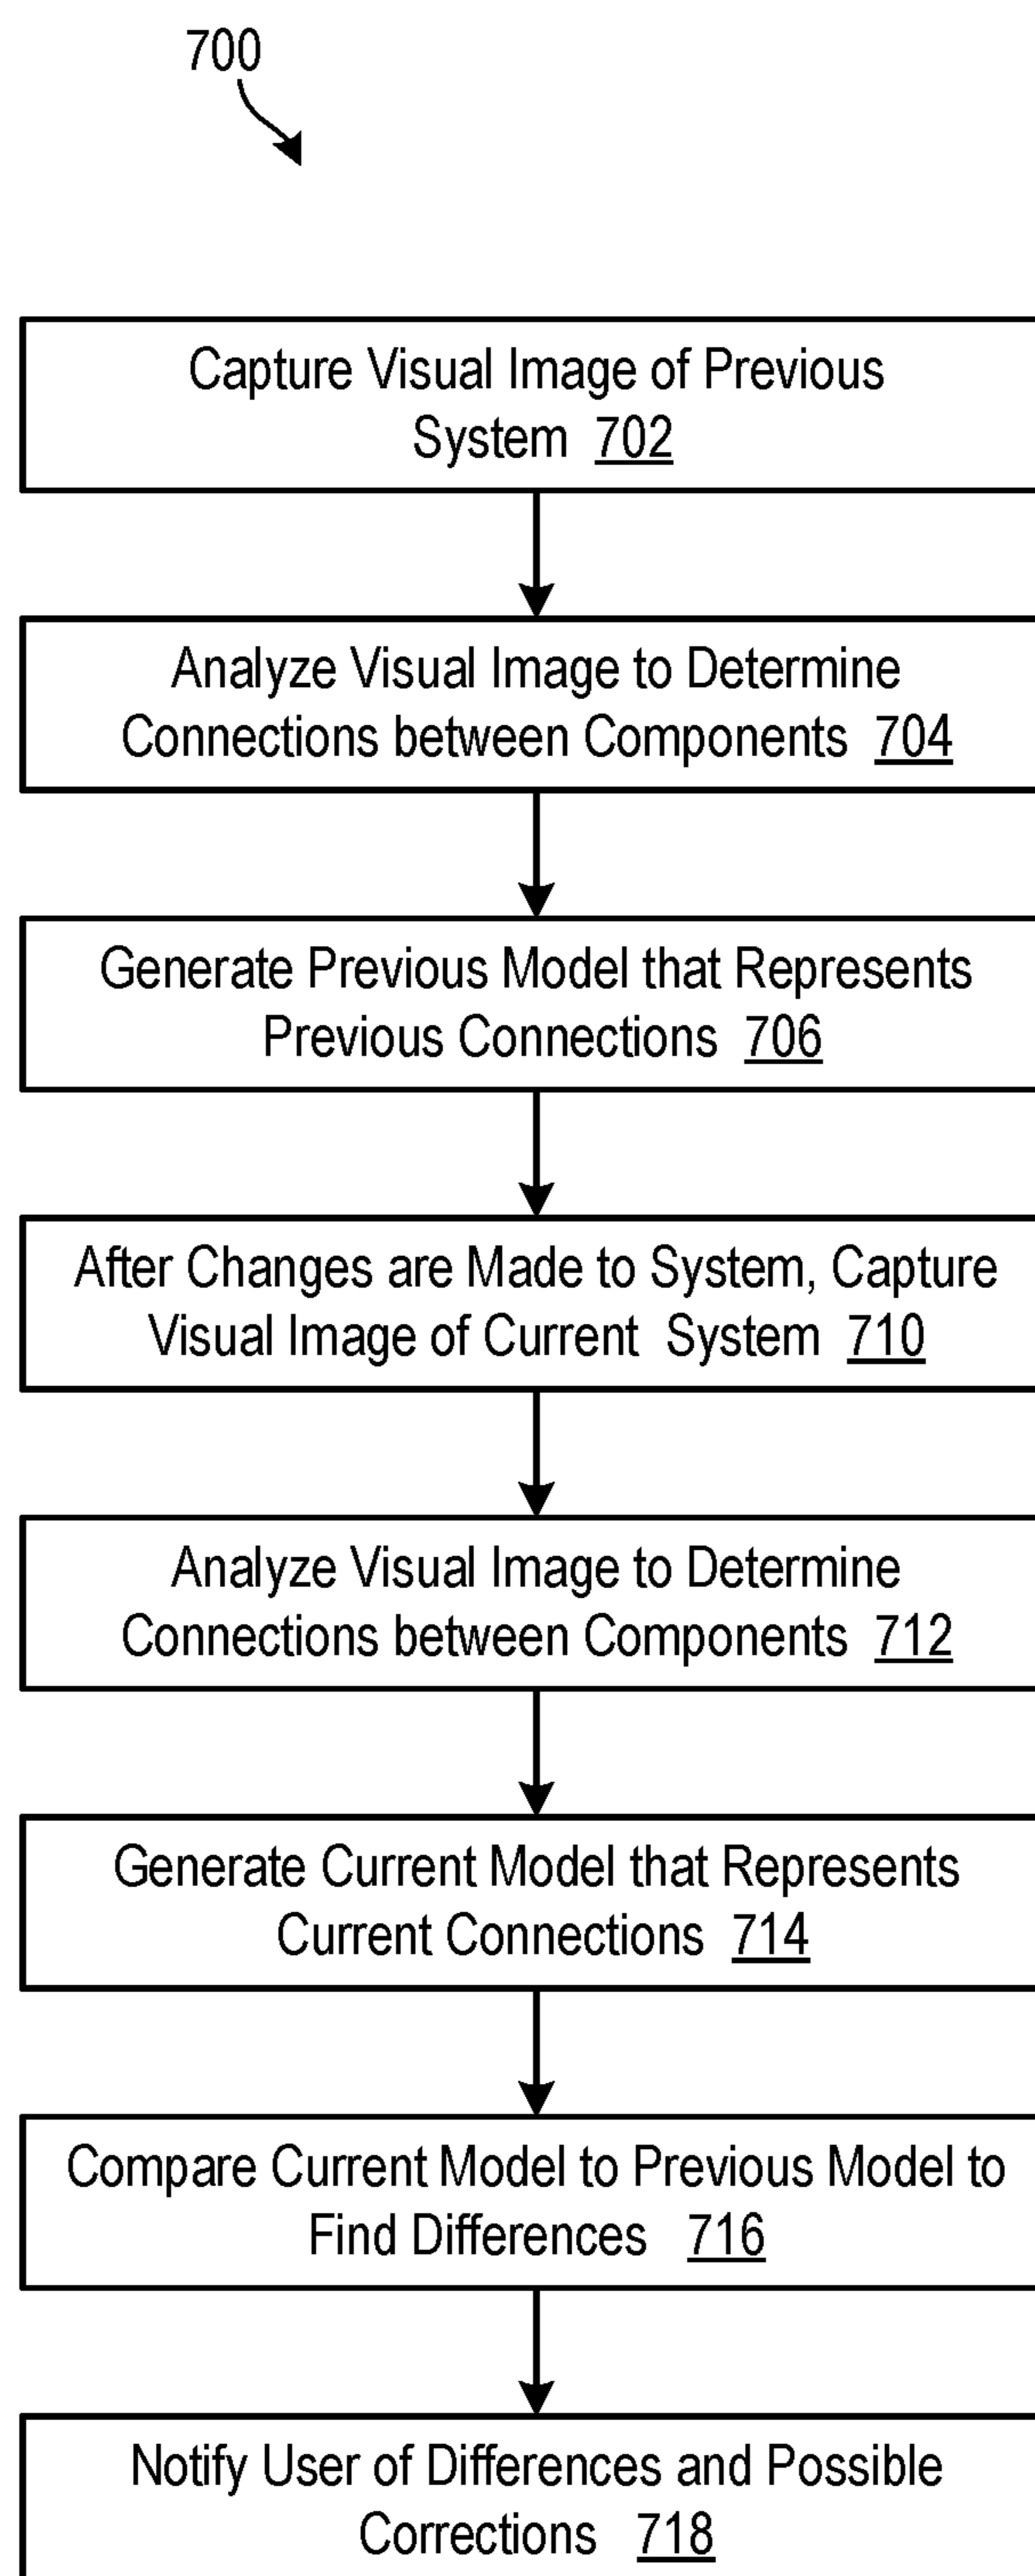 700
Capture Visual Image of Previous
System 702
Analyze Visual Image to Determine
Connections between Components 704
Generate Previous Model that Represents
Previous Connections 706
After Changes are Made to System, Capture
Visual Image of Current System 710
Analyze Visual Image to Determine
Connections between Components 712
Generate Current Model that Represents
Current Connections 714
Compare Current Model to Previous Model to
Find Differences 716
Notify User of Differences and Possible
Corrections 718